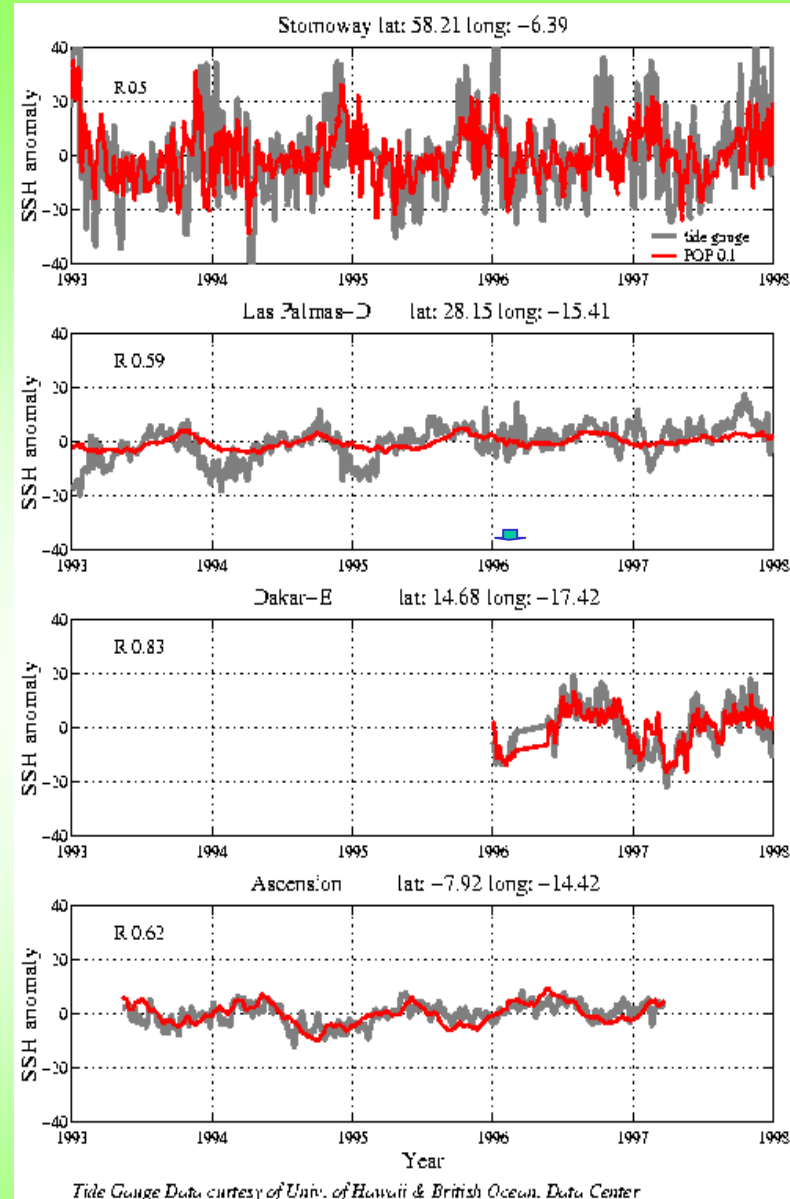 Stornoway lat: 58.21 long: −6.39
40
20
0
−20
−40
SSH anomaly
R 0.5
tide gauge
POP 0.1
1993 1994 1995 1996 1997 1998
Las Palmas−D lat: 28.15 long: −15.41
40
20
0
−20
−40
SSH anomaly
R 0.59
1993 1994 1995 1996 1997 1998
Dakar−E lat: 14.68 long: −17.42
40
20
0
−20
−40
SSH anomaly
R 0.83
1993 1994 1995 1996 1997 1998
Ascension lat: −7.92 long: −14.42
40
20
0
−20
−40
SSH anomaly
R 0.62
1993 1994 1995 1996 1997 1998
Year
Tide Gauge Data curtesy of Univ. of Hawaii & British Ocean. Data Center